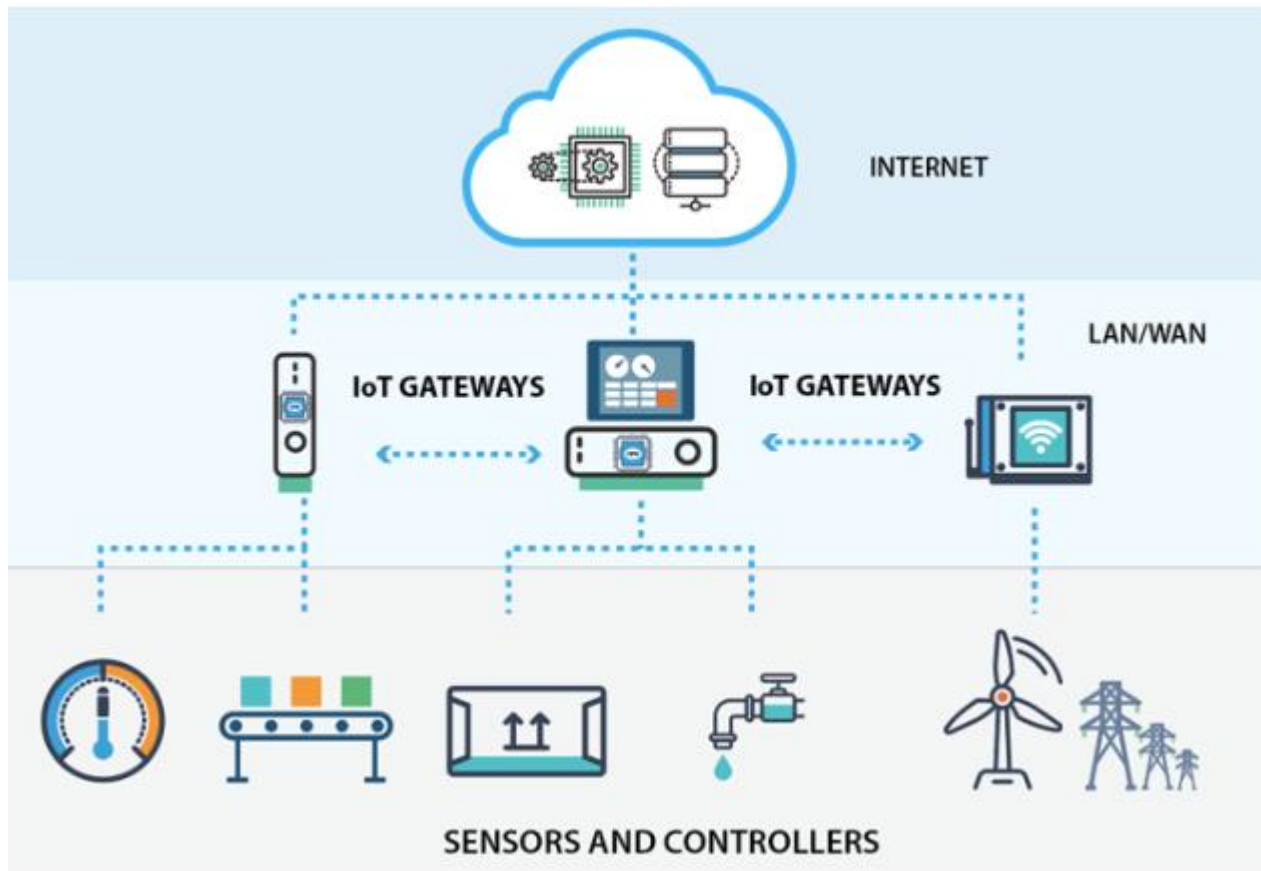 INTERNET
LAN/WAN
IoT GATEWAYS
IoT GATEWAYS
SENSORS AND CONTROLLERS